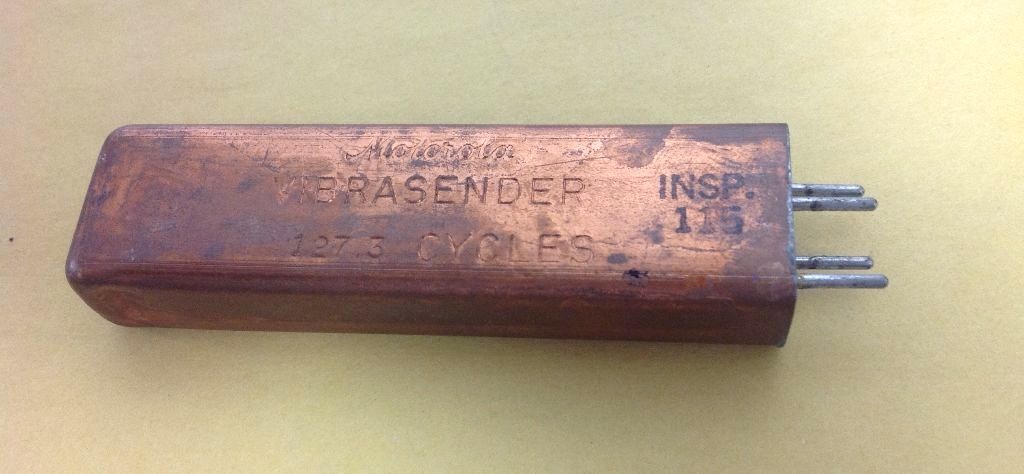 Motorola
VIBRASENDER
127.3 CYCLES
INSP.
115